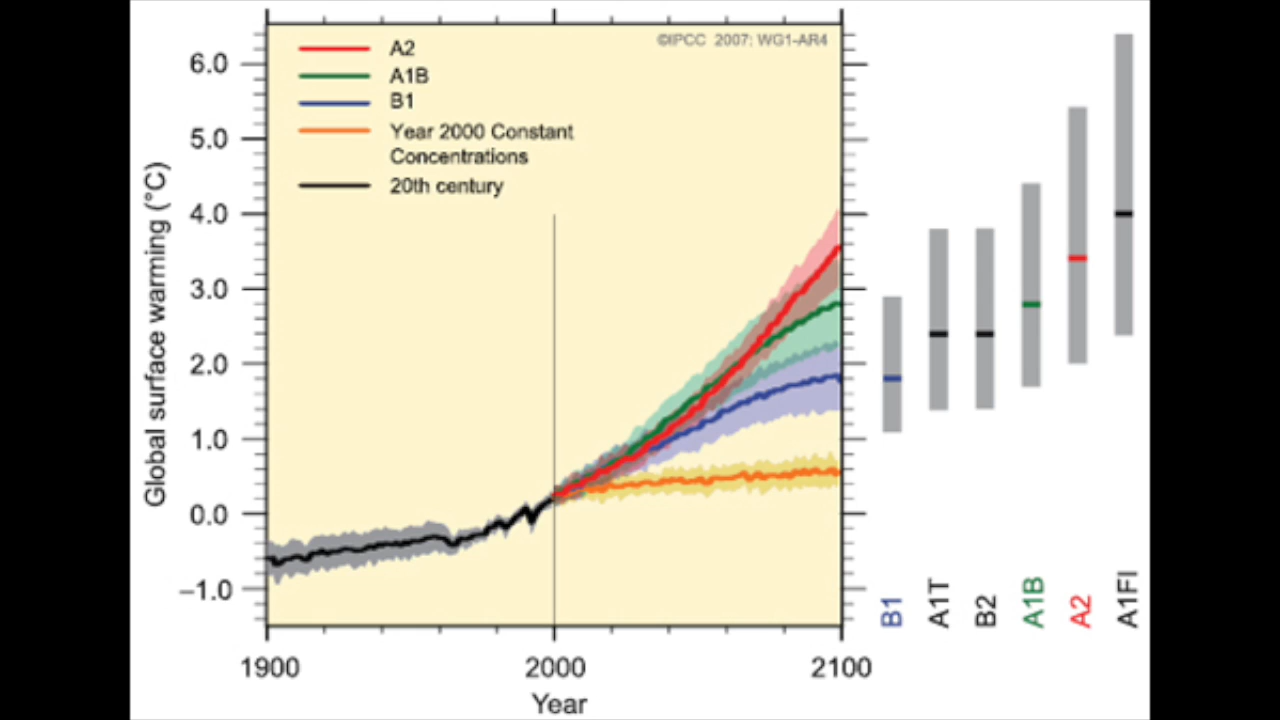 ©IPCC 2007: WG1-AR4
A2
A1B
B1
Year 2000 Constant
Concentrations
20th century
Global surface warming (°C)
6.0
5.0
4.0
3.0
2.0
1.0
0.0
–1.0
1900
2000
2100
Year
B1
A1T
B2
A1B
A2
A1FI